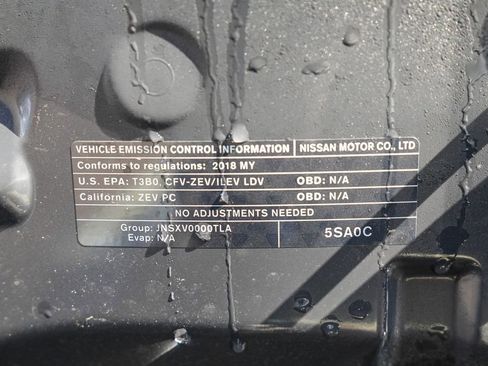 VEHICLE EMISSION CONTROL INFORMATION NISSAN MOTOR CO., LTD
Conforms to regulations: 2018 MY
U.S. EPA: T3B0, CFV-ZEV/ILEV LDV OBD: N/A
California: ZEV PC OBD: N/A
NO ADJUSTMENTS NEEDED
Group: JNSXV0000TLA
Evap: N/A
5SA0C